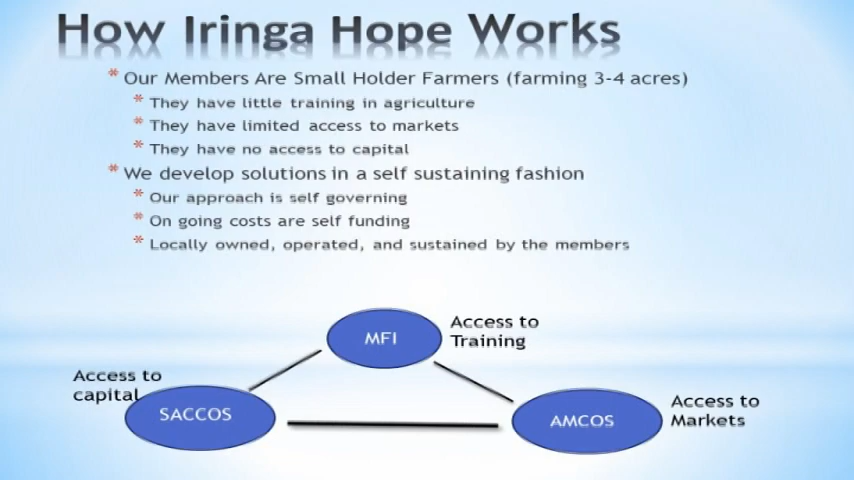 How Iringa Hope Works
* Our Members Are Small Holder Farmers (farming 3-4 acres)
* They have little training in agriculture
* They have limited access to markets
* They have no access to capital
* We develop solutions in a self sustaining fashion
* Our approach is self governing
* On going costs are self funding
* Locally owned, operated, and sustained by the members
MFI
Access to
Training
Access to
capital
SACCOS
AMCOS
Access to
Markets